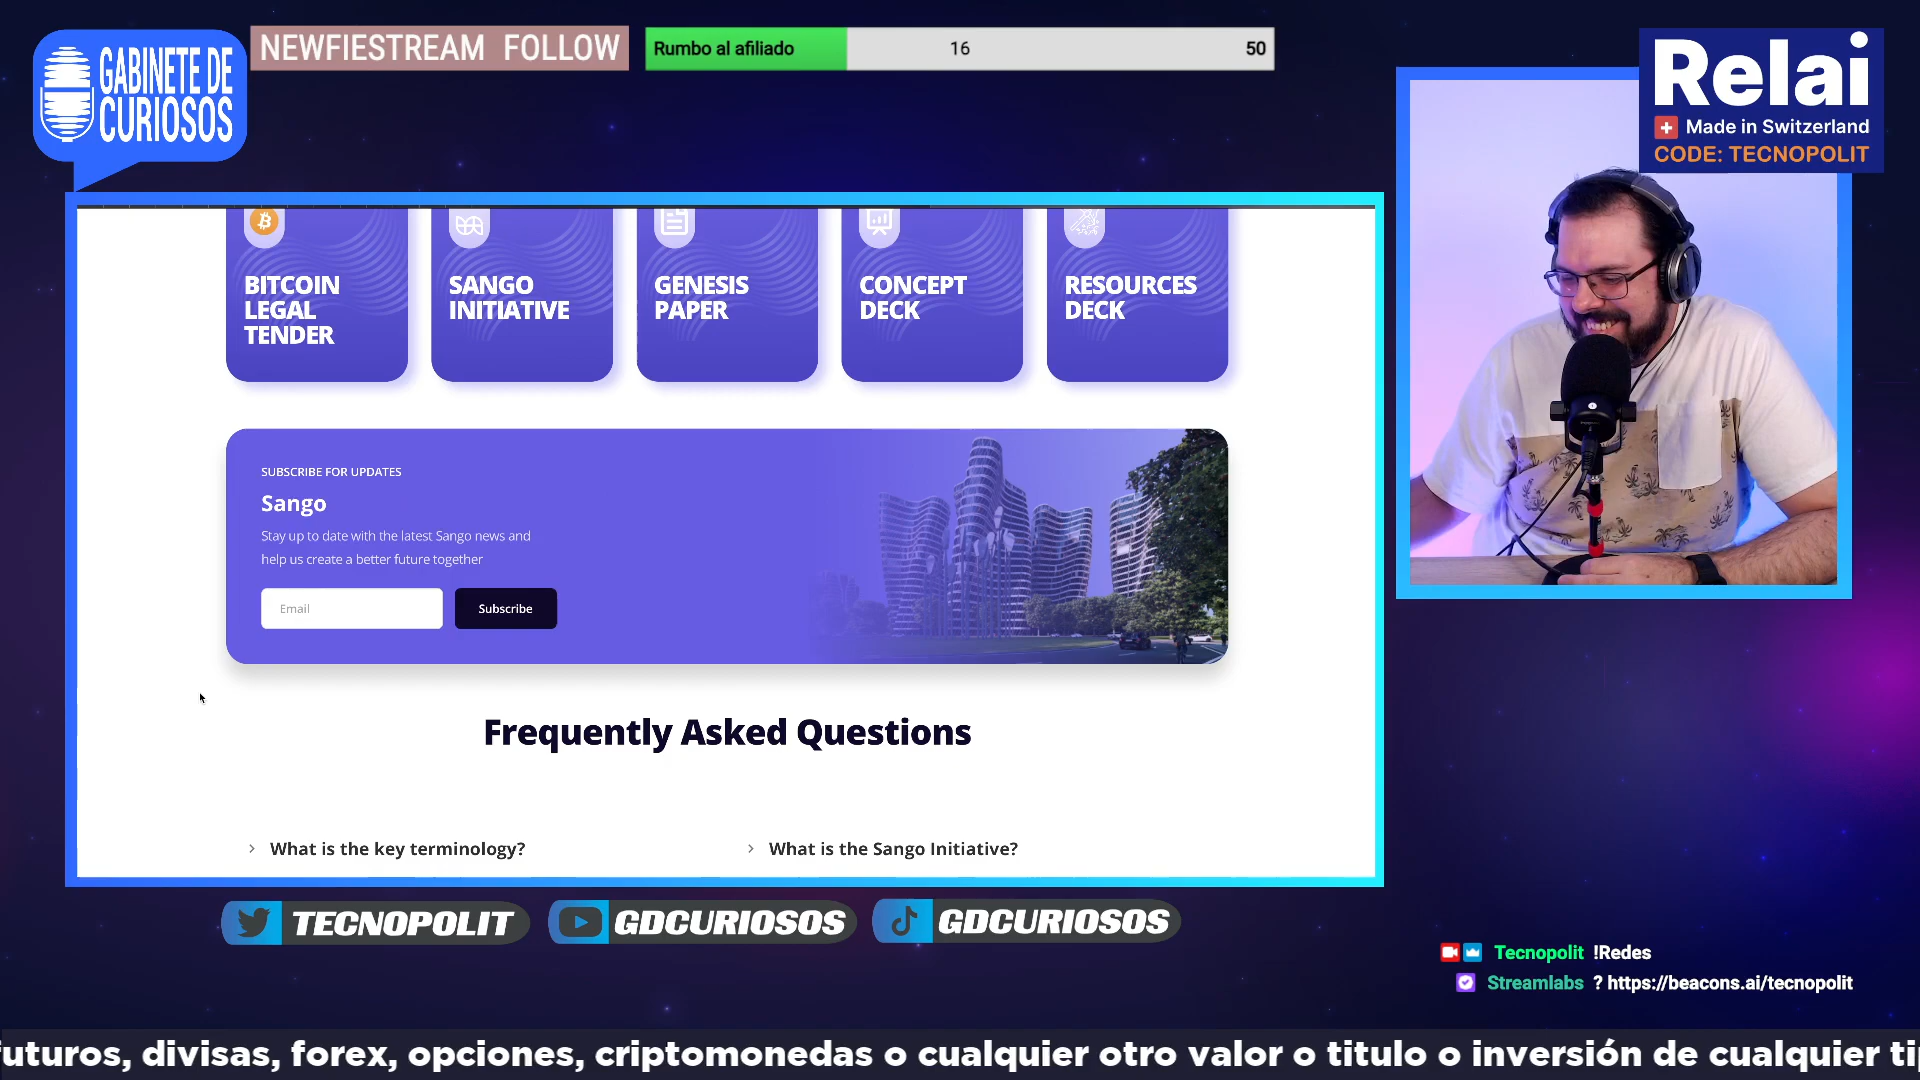 GABINETE DE
CURIOSOS
NEWFIESTREAM FOLLOW
Rumbo al afiliado 16 50
Relai
Made in Switzerland
CODE: TECNOPOLIT
BITCOIN
LEGAL
TENDER
SANGO
INITIATIVE
GENESIS
PAPER
CONCEPT
DECK
RESOURCES
DECK
SUBSCRIBE FOR UPDATES
Sango
Stay up to date with the latest Sango news and
help us create a better future together
Email
Subscribe
Frequently Asked Questions
What is the key terminology?
What is the Sango Initiative?
TECNOPOLIT
GDCURIOSOS
GDCURIOSOS
Tecnopolit !Redes
Streamlabs ? https://beacons.ai/tecnopolit
futuros, divisas, forex, opciones, criptomonedas o cualquier otro valor o titulo o inversión de cualquier